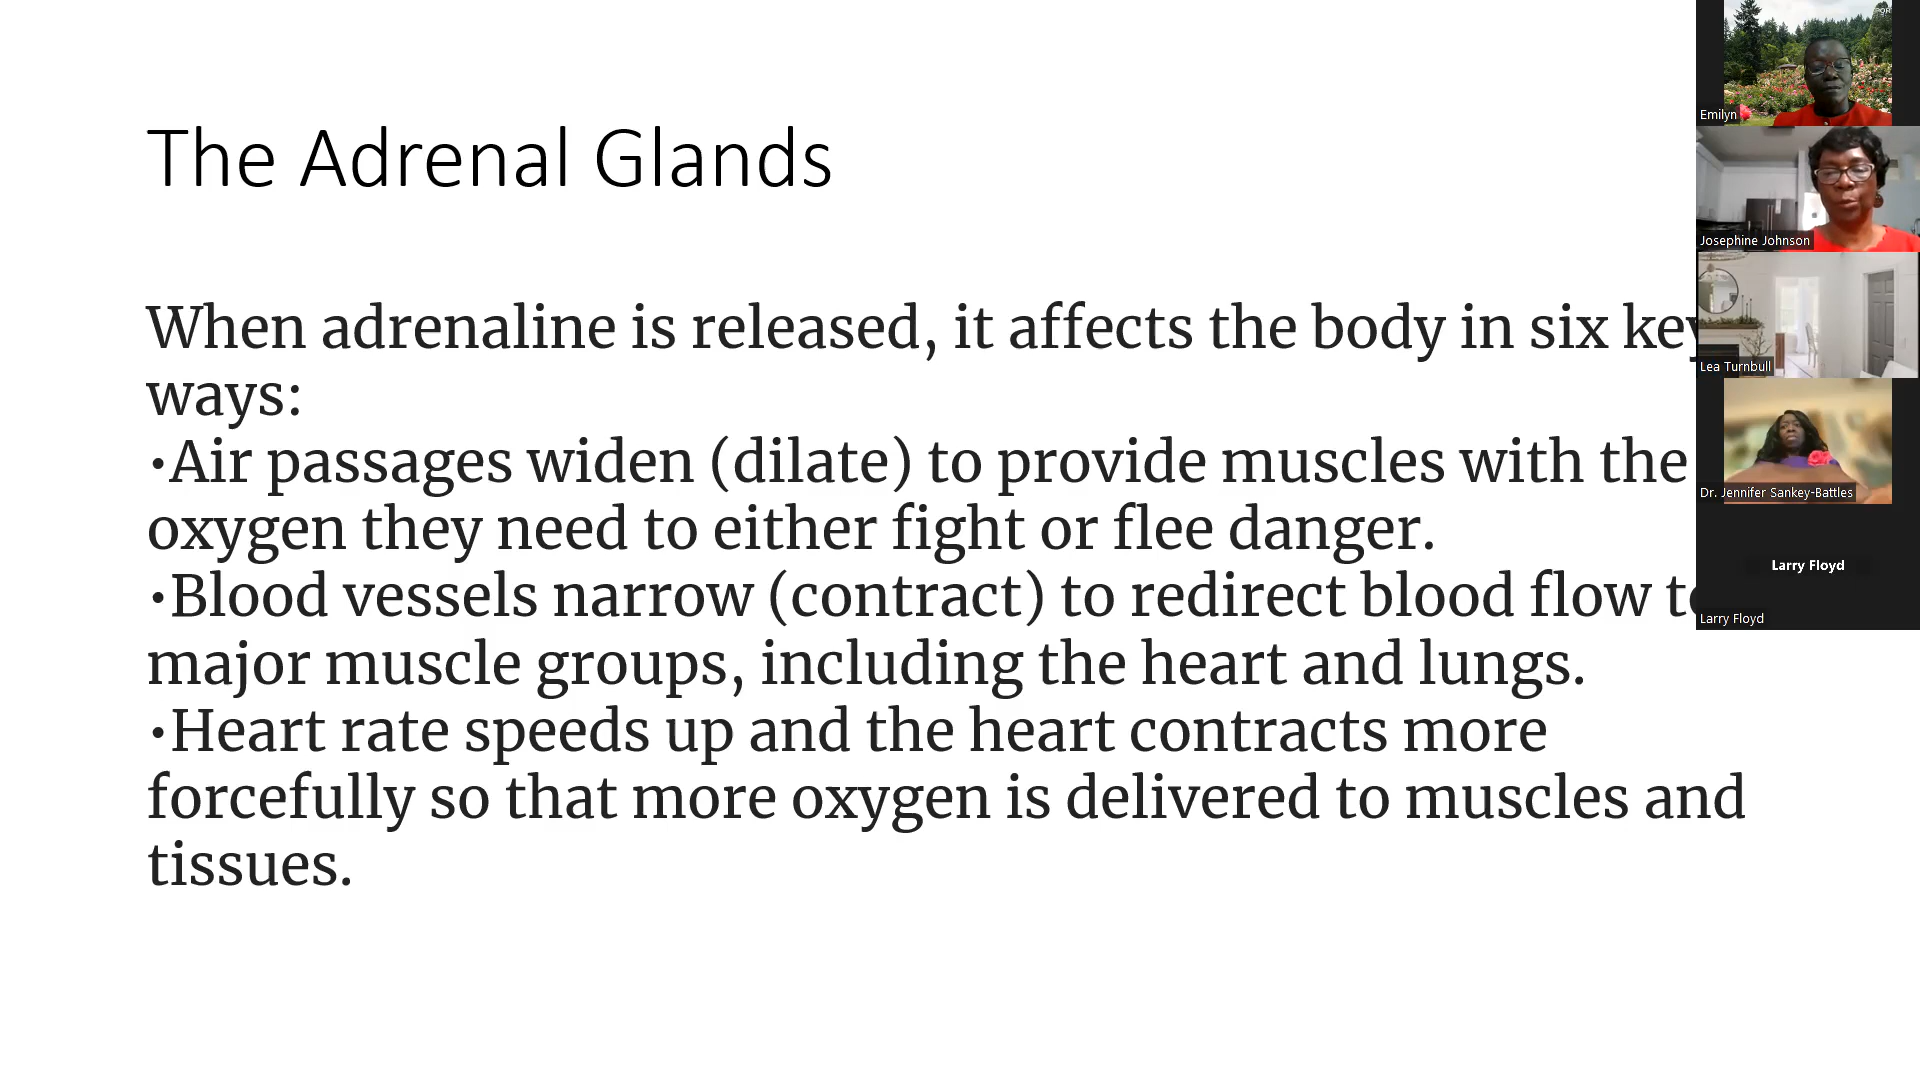 The Adrenal Glands
When adrenaline is released, it affects the body in six key
ways:
•Air passages widen (dilate) to provide muscles with the
oxygen they need to either fight or flee danger.
•Blood vessels narrow (contract) to redirect blood flow to
major muscle groups, including the heart and lungs.
•Heart rate speeds up and the heart contracts more
forcefully so that more oxygen is delivered to muscles and
tissues.
Emilyn
Josephine Johnson
Lea Turnbull
Dr. Jennifer Sankey-Battles
Larry Floyd
Larry Floyd